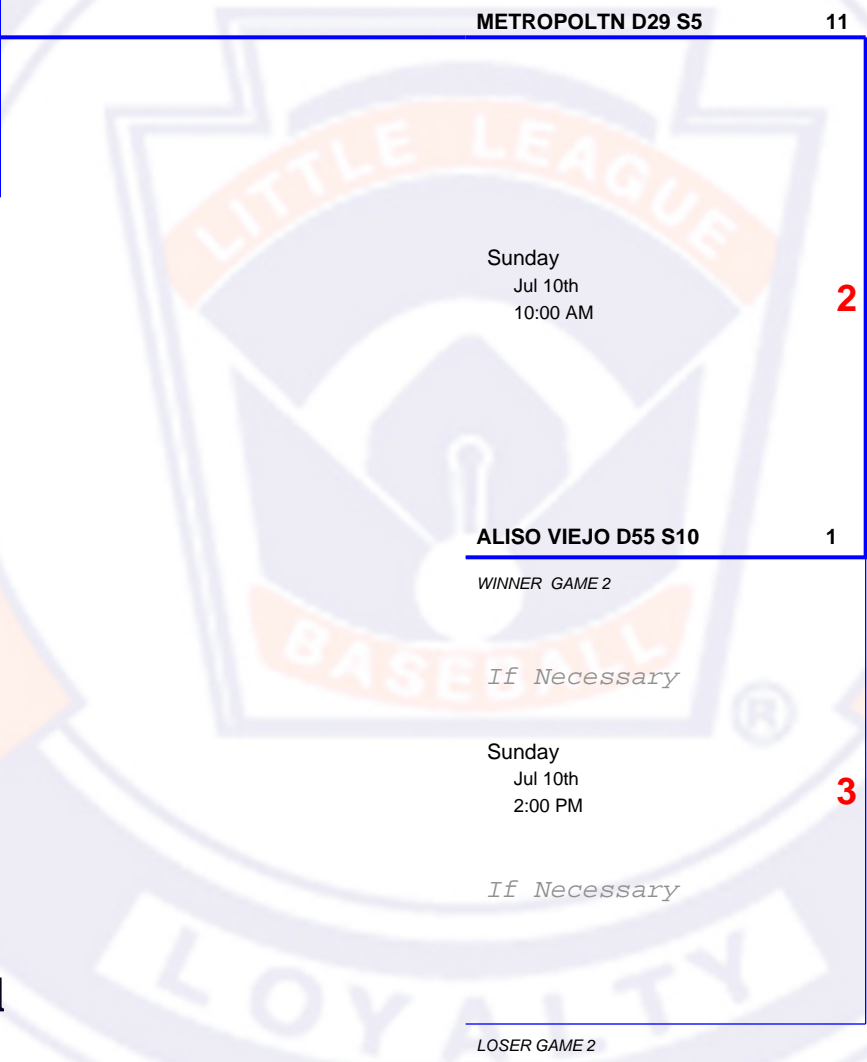 METROPOLTN D29 S5 11
LITTLE LEAGUE
Sunday
Jul 10th
10:00 AM
2
ALISO VIEJO D55 S10 1
WINNER GAME 2
BASEBALL
If Necessary
®
Sunday
Jul 10th
2:00 PM
3
If Necessary
LOYALTY
LOSER GAME 2